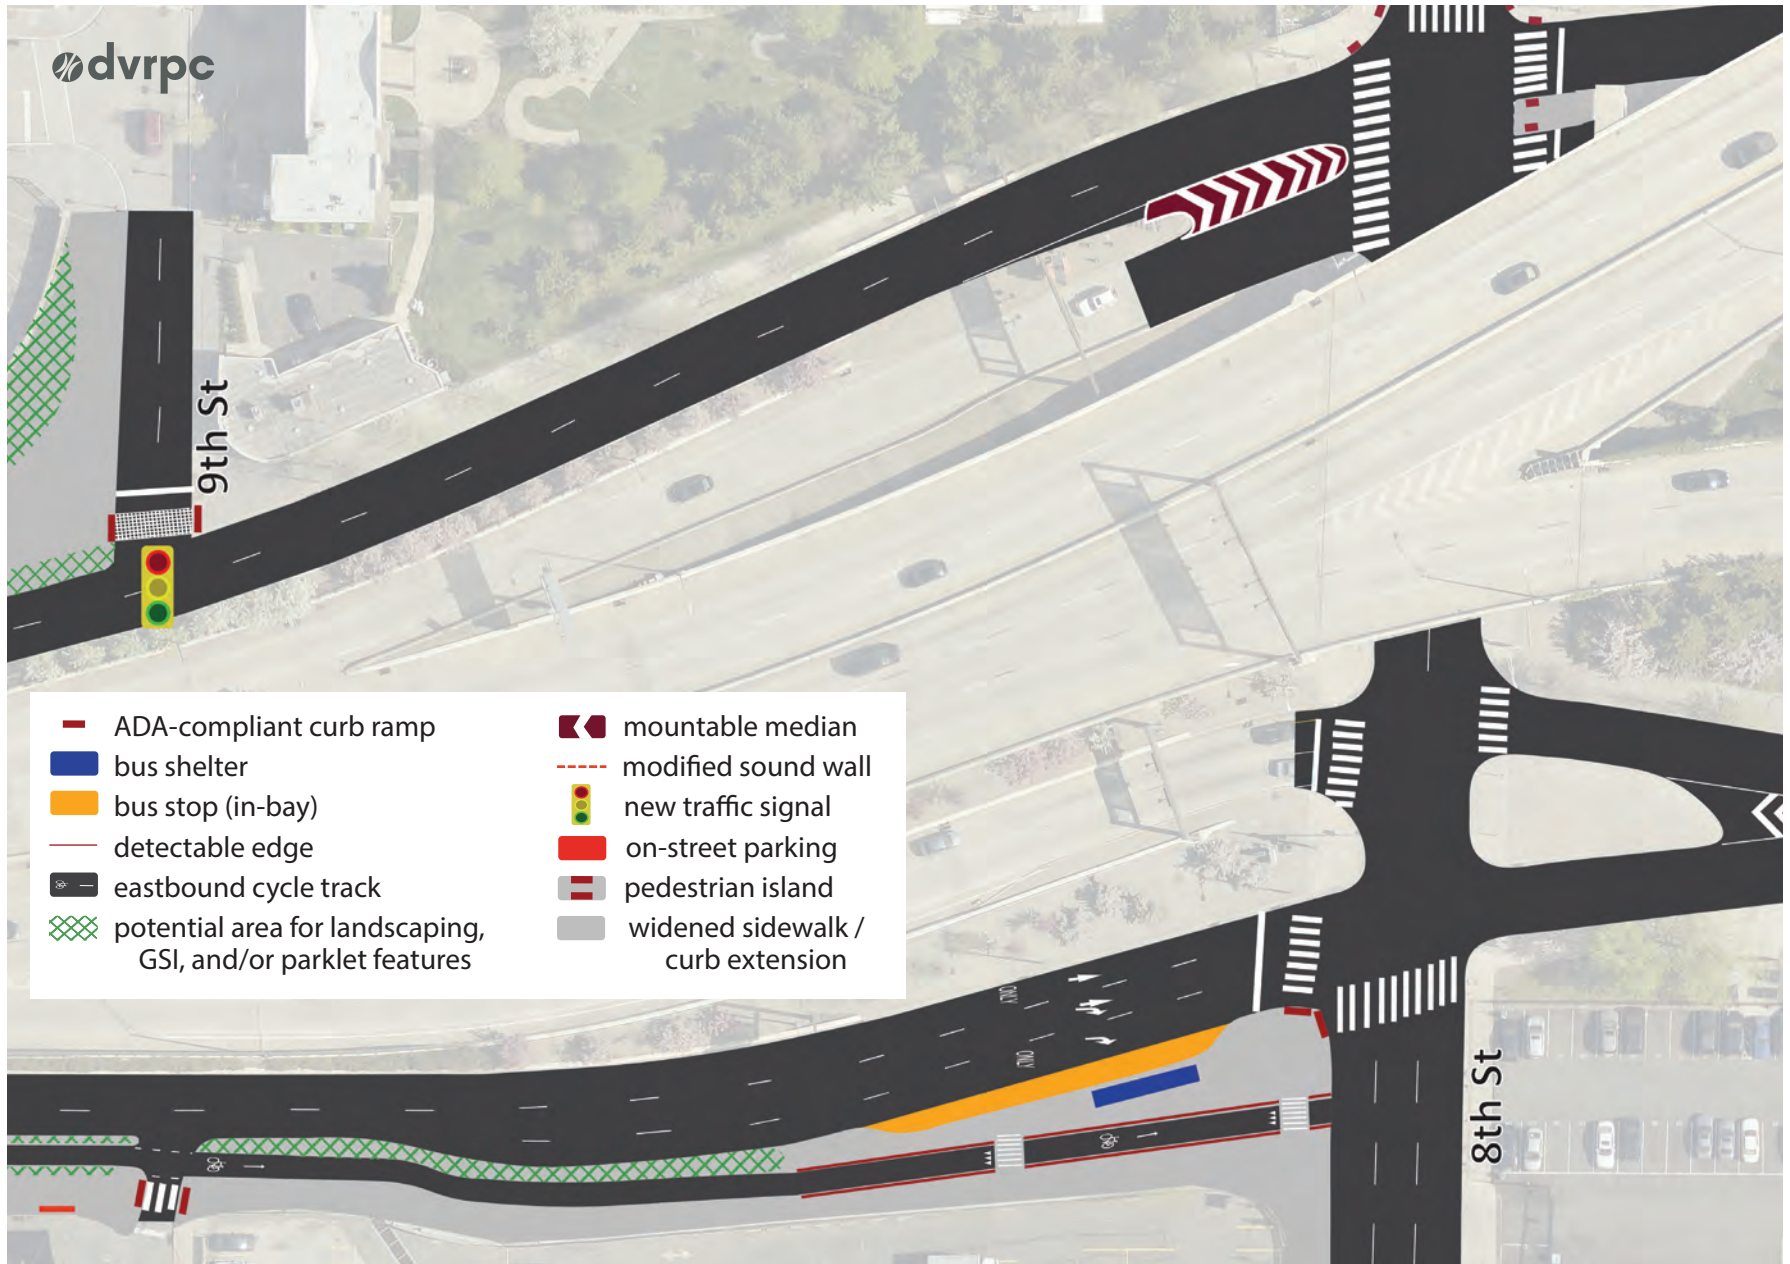 dvrpc
9th St
ADA-compliant curb ramp
bus shelter
bus stop (in-bay)
detectable edge
eastbound cycle track
potential area for landscaping,
GSI, and/or parklet features
mountable median
modified sound wall
new traffic signal
on-street parking
pedestrian island
widened sidewalk /
curb extension
ONLY
ONLY
8th St